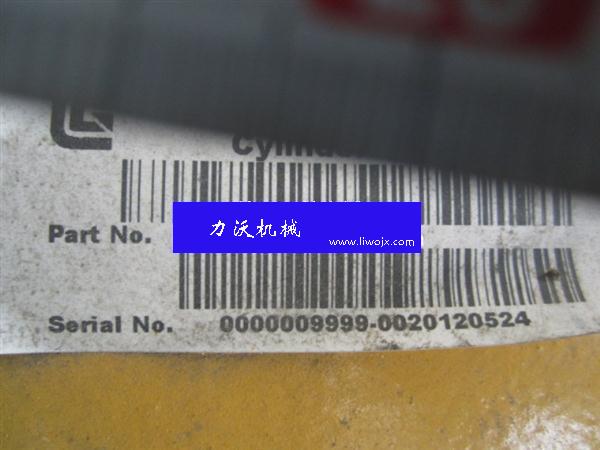 Part No.
力沃机械
www.liwojx.com
Serial No. 0000009999-0020120524